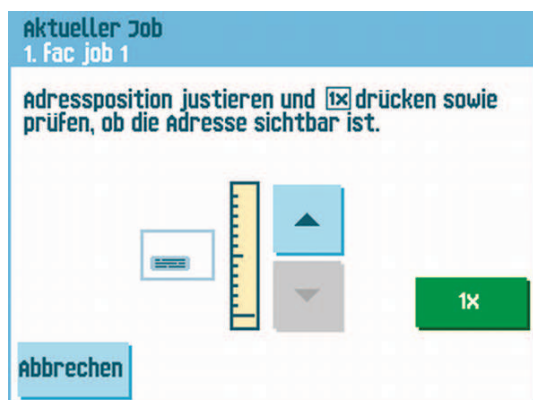 Aktueller Job
1. Fac job 1
Adressposition justieren und 1x drücken sowie
prüfen, ob die Adresse sichtbar ist.
1x
Abbrechen